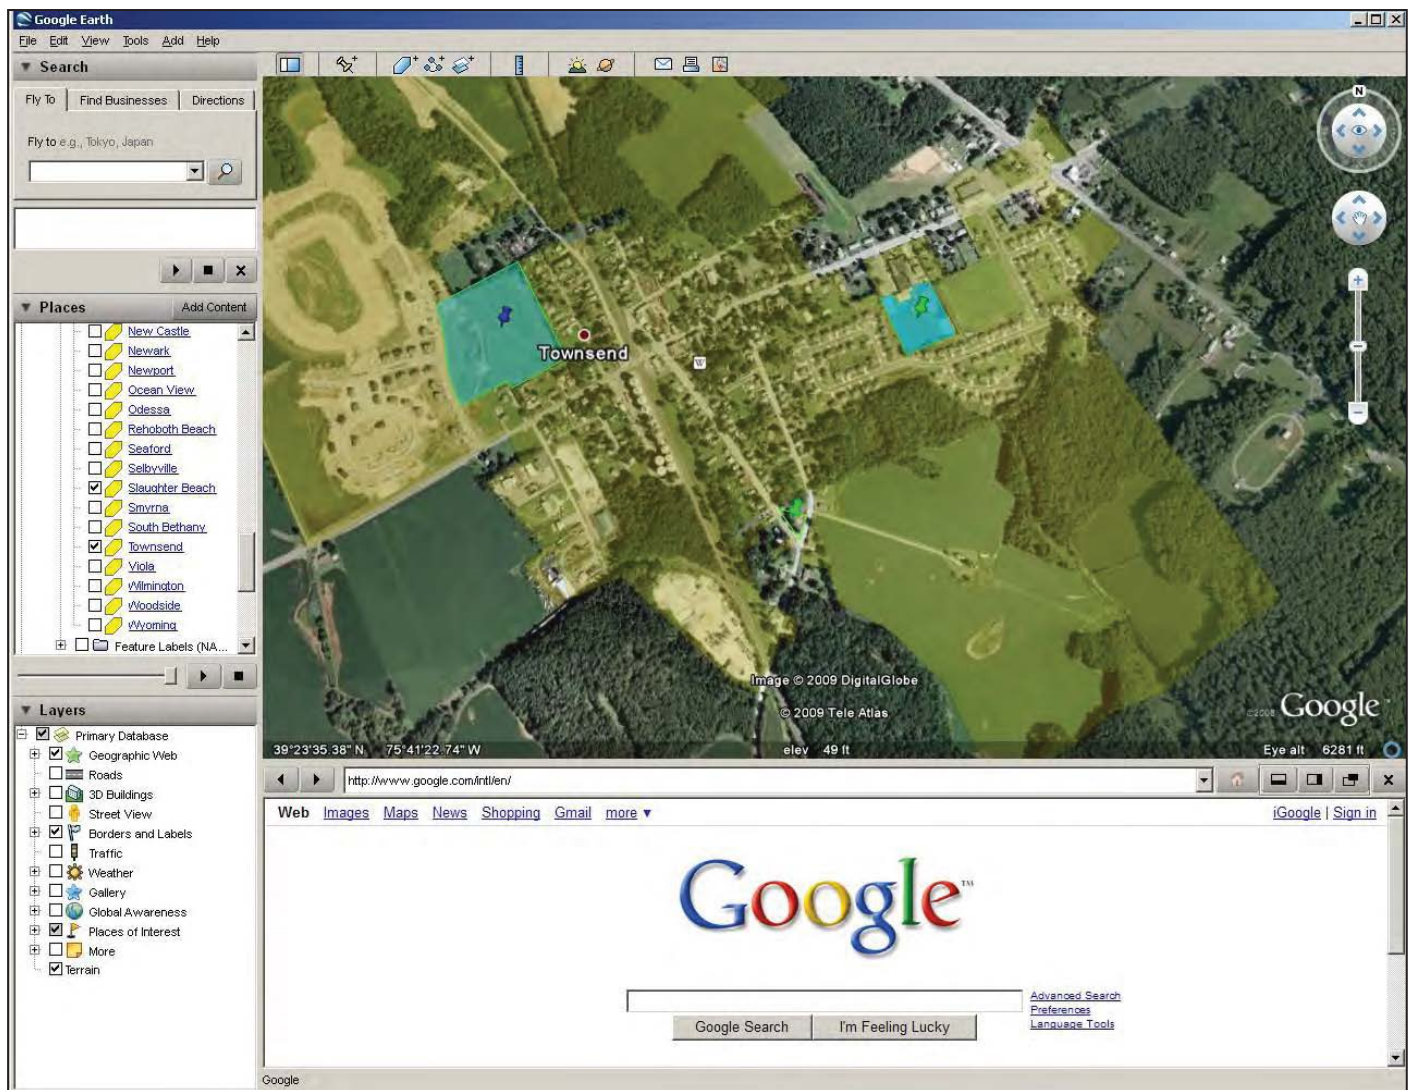 Google Earth
File Edit View Tools Add Help
Search
Fly To Find Businesses Directions
Fly to e.g., Tokyo, Japan
Places Add Content
New Castle
Newark
Newport
Ocean View
Odessa
Rehoboth Beach
Seaford
Selbyville
Slaughter Beach
Smyrna
South Bethany
Townsend
Viola
Wilmington
Woodside
Wyoming
Feature Labels (NA...
Layers
Primary Database
Geographic Web
Roads
3D Buildings
Street View
Borders and Labels
Traffic
Weather
Gallery
Global Awareness
Places of Interest
More
Terrain
N
Townsend
W
Image © 2009 DigitalGlobe
© 2009 Tele Atlas
Google
39°23'35.38" N 75°41'22.74" W elev 49 ft Eye alt 6281 ft
http://www.google.com/intl/en/
Web Images Maps News Shopping Gmail more ▼ iGoogle | Sign in
Google™
Advanced Search
Preferences
Language Tools
Google Search I'm Feeling Lucky
Google